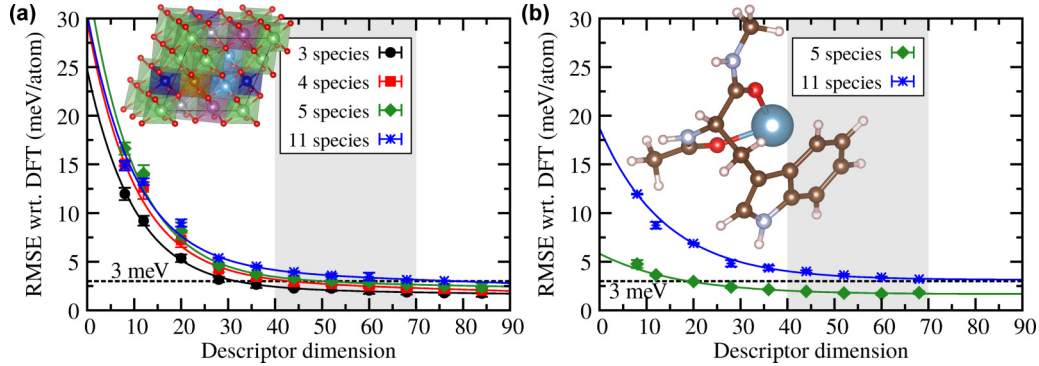 (a)
30
25
20
15
10
5
0
RMSE wrt. DFT (meV/atom)
3 species
4 species
5 species
11 species
3 meV
0 10 20 30 40 50 60 70 80 90
Descriptor dimension
(b)
30
25
20
15
10
5
0
RMSE wrt. DFT (meV/atom)
5 species
11 species
3 meV
0 10 20 30 40 50 60 70 80 90
Descriptor dimension